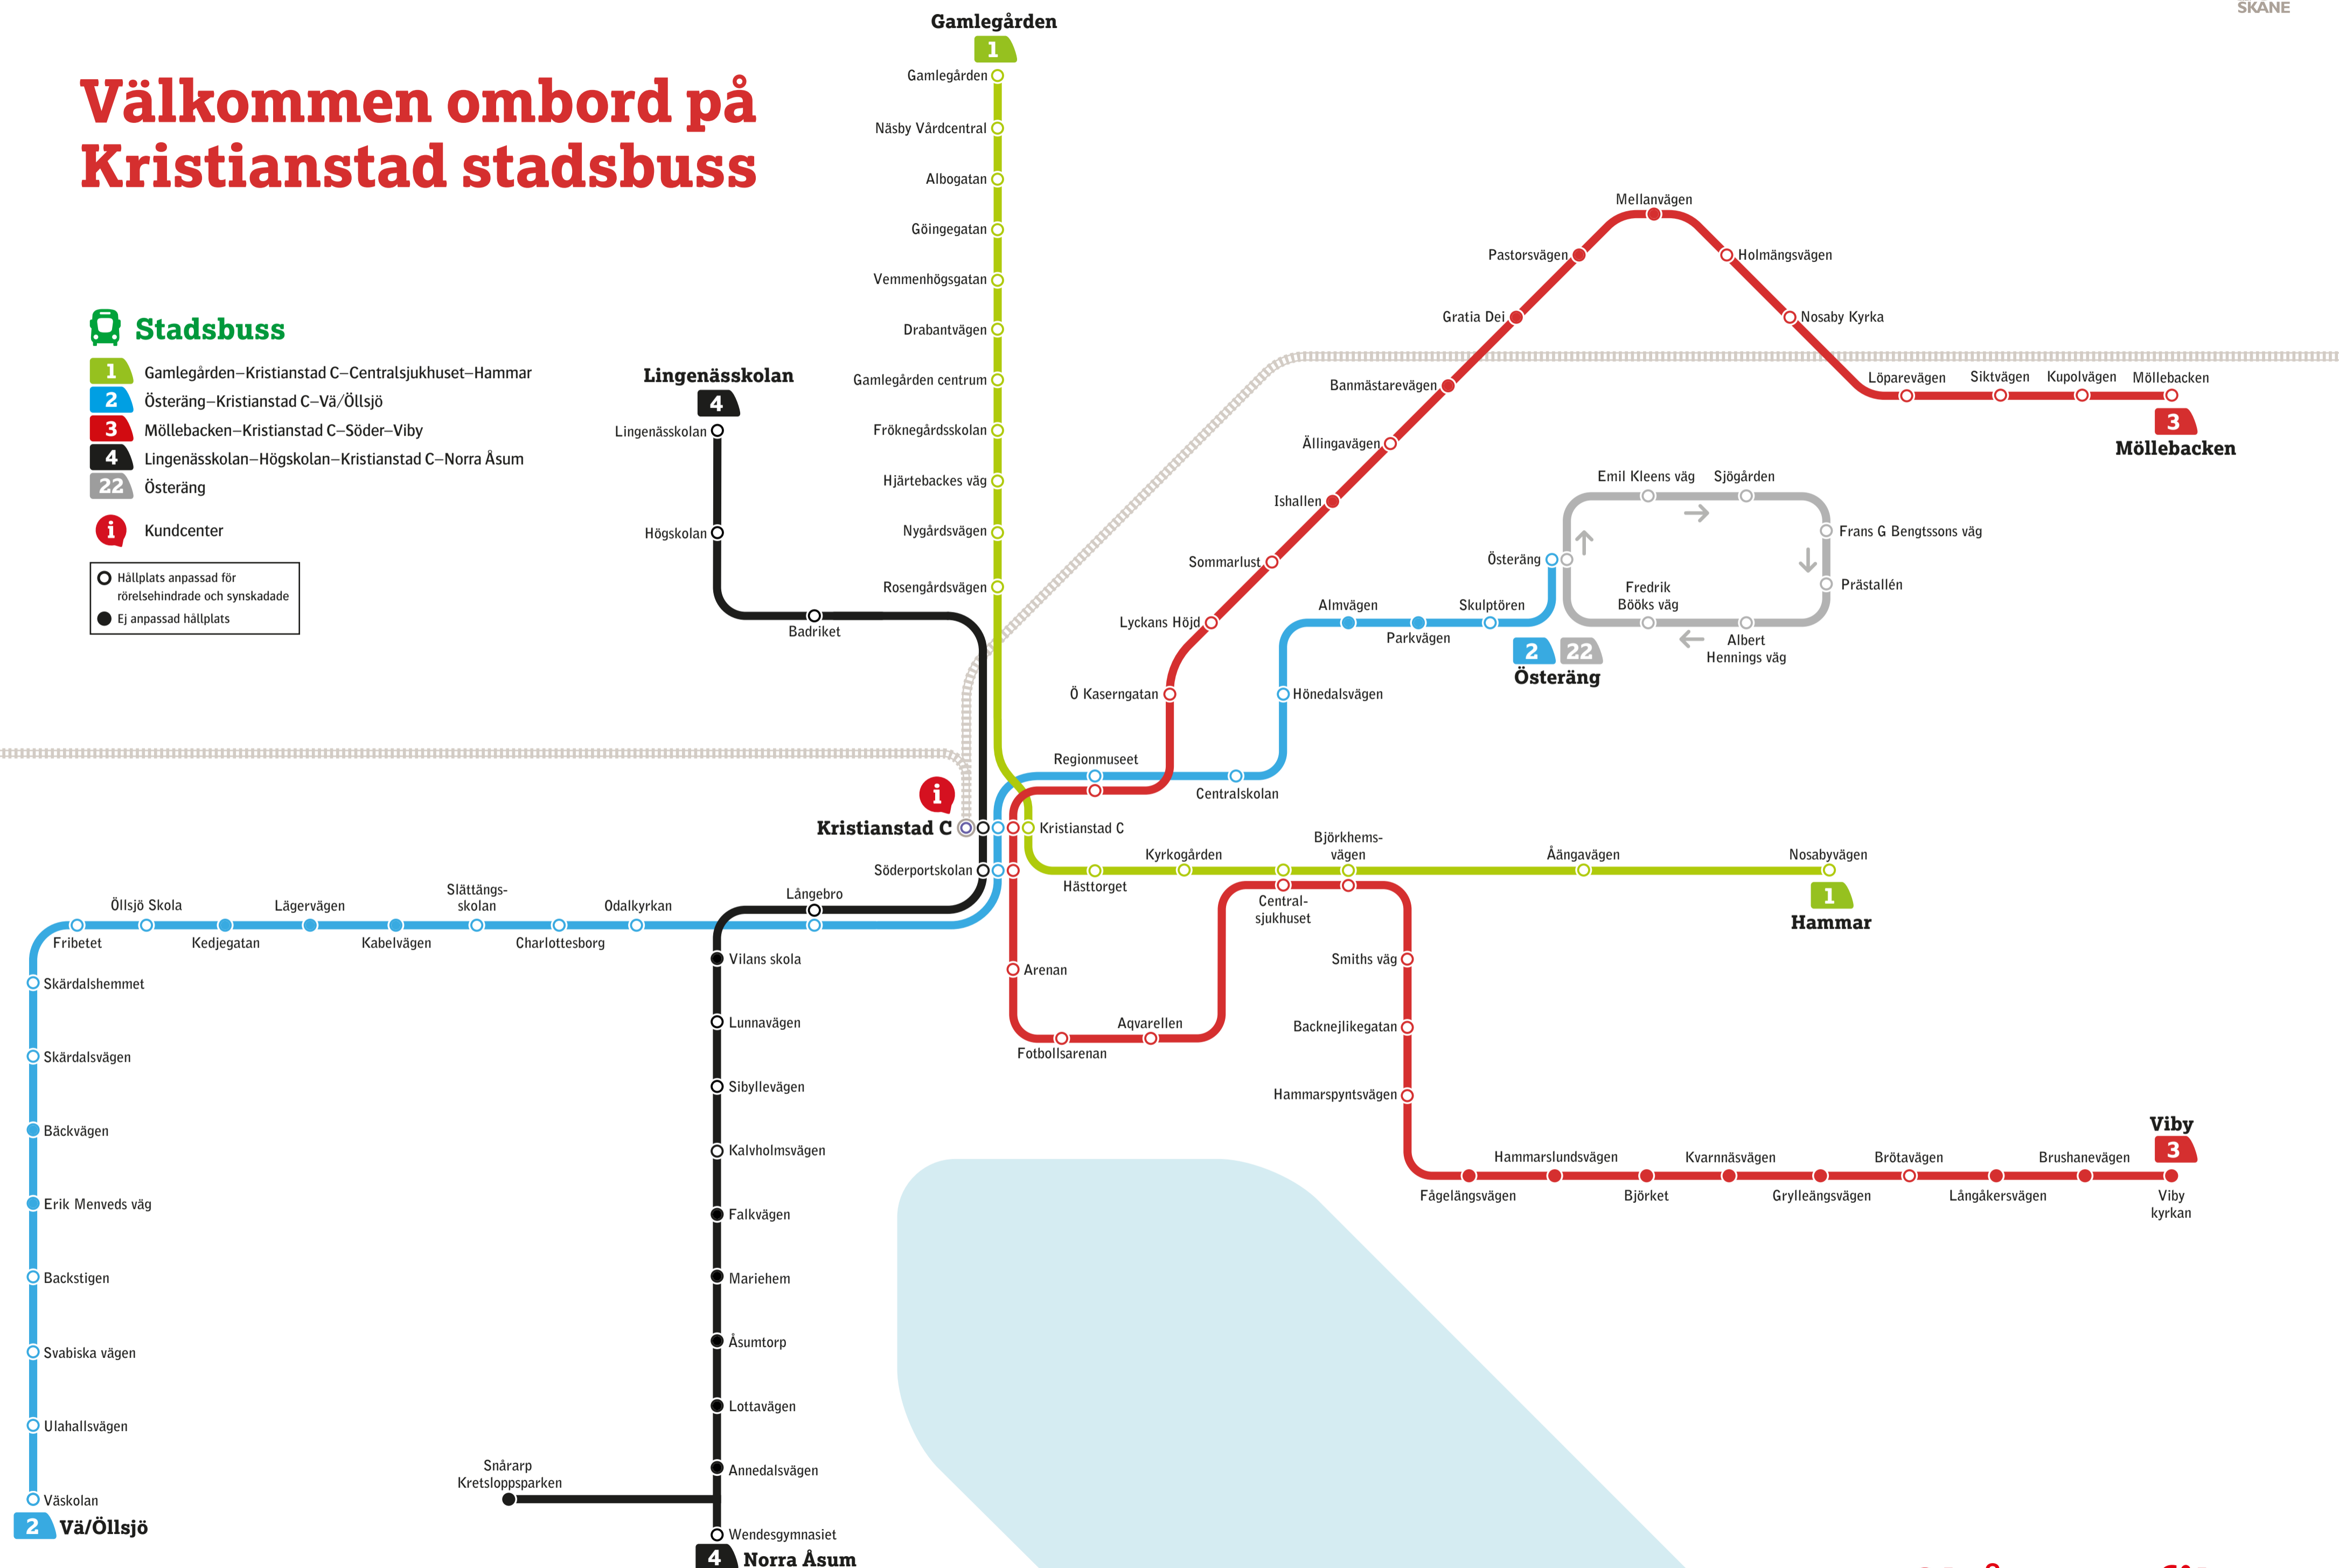 SKÅNE
Välkommen ombord på
Kristianstad stadsbuss
Stadsbuss
1 Gamlegården–Kristianstad C–Centralsjukhuset–Hammar
2 Österäng–Kristianstad C–Vä/Öllsjö
3 Möllebacken–Kristianstad C–Söder–Viby
4 Lingenässkolan–Högskolan–Kristianstad C–Norra Åsum
22 Österäng
i Kundcenter
Hållplats anpassad för
rörelsehindrade och synskadade
Ej anpassad hållplats
Gamlegården
1
Gamlegården
Näsby Vårdcentral
Albogatan
Göingegatan
Vemmenhögsgatan
Drabantvägen
Gamlegården centrum
Fröknegårdsskolan
Hjärtebackes väg
Nygårdsvägen
Rosengårdsvägen
Lingenässkolan
4
Lingenässkolan
Högskolan
Badriket
Mellanvägen
Pastorsvägen
Holmängsvägen
Gratia Dei
Nosaby Kyrka
Banmästarevägen
Löparevägen
Siktvägen
Kupolvägen
Möllebacken
3
Möllebacken
Ällingavägen
Ishallen
Sommarlust
Lyckans Höjd
Ö Kaserngatan
Emil Kleens väg
Sjögården
Frans G Bengtssons väg
Prästallén
Österäng
Fredrik
Bööks väg
Albert
Hennings väg
Almvägen
Parkvägen
Skulptören
2 22
Österäng
Hönedalsvägen
Regionmuseet
Centralskolan
i
Kristianstad C
Kristianstad C
Söderportskolan
Hästtorget
Kyrkogården
Björkhems-
vägen
Åängavägen
Nosabyvägen
1
Hammar
Central-
sjukhuset
Långebro
Odalkyrkan
Charlottesborg
Slättängs-
skolan
Kabelvägen
Lägervägen
Kedjegatan
Öllsjö Skola
Fribetet
Skärdalshemmet
Skärdalsvägen
Bäckvägen
Erik Menveds väg
Backstigen
Svabiska vägen
Ulahallsvägen
Väskolan
2 Vä/Öllsjö
Vilans skola
Lunnavägen
Sibyllevägen
Kalvholmsvägen
Falkvägen
Mariehem
Åsumtorp
Lottavägen
Annedalsvägen
Snårarp
Kretsloppsparken
Wendesgymnasiet
4 Norra Åsum
Arenan
Fotbollsarenan
Aqvarellen
Smiths väg
Backnejlikegatan
Hammarspyntsvägen
Fågelängsvägen
Hammarslundsvägen
Björket
Kvarnnäsvägen
Grylleängsvägen
Brötavägen
Långåkersvägen
Brushanevägen
Viby
3
Viby
kyrkan